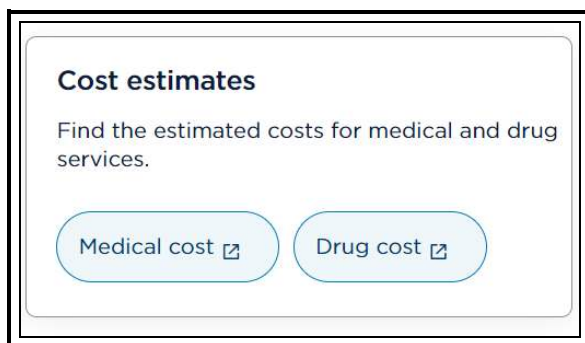 Cost estimates
Find the estimated costs for medical and drug
services.
Medical cost
Drug cost